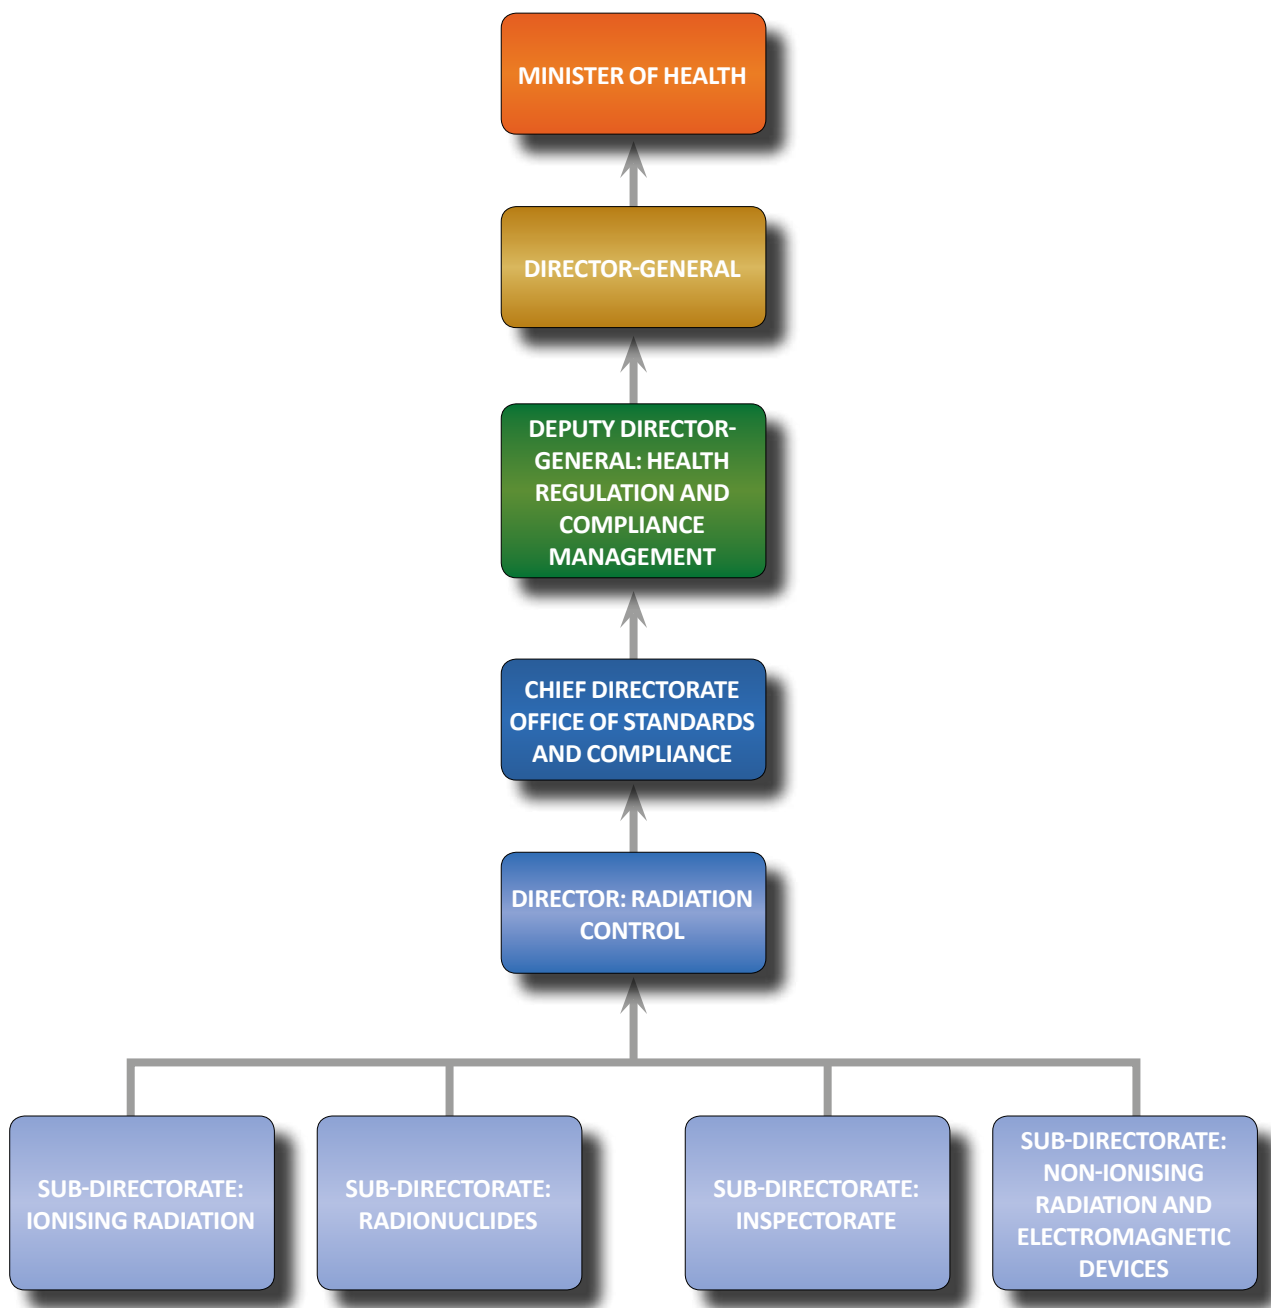 MINISTER OF HEALTH
DIRECTOR-GENERAL
DEPUTY DIRECTOR-
GENERAL: HEALTH
REGULATION AND
COMPLIANCE
MANAGEMENT
CHIEF DIRECTORATE
OFFICE OF STANDARDS
AND COMPLIANCE
DIRECTOR: RADIATION
CONTROL
SUB-DIRECTORATE:
IONISING RADIATION
SUB-DIRECTORATE:
RADIONUCLIDES
SUB-DIRECTORATE:
INSPECTORATE
SUB-DIRECTORATE:
NON-IONISING
RADIATION AND
ELECTROMAGNETIC
DEVICES